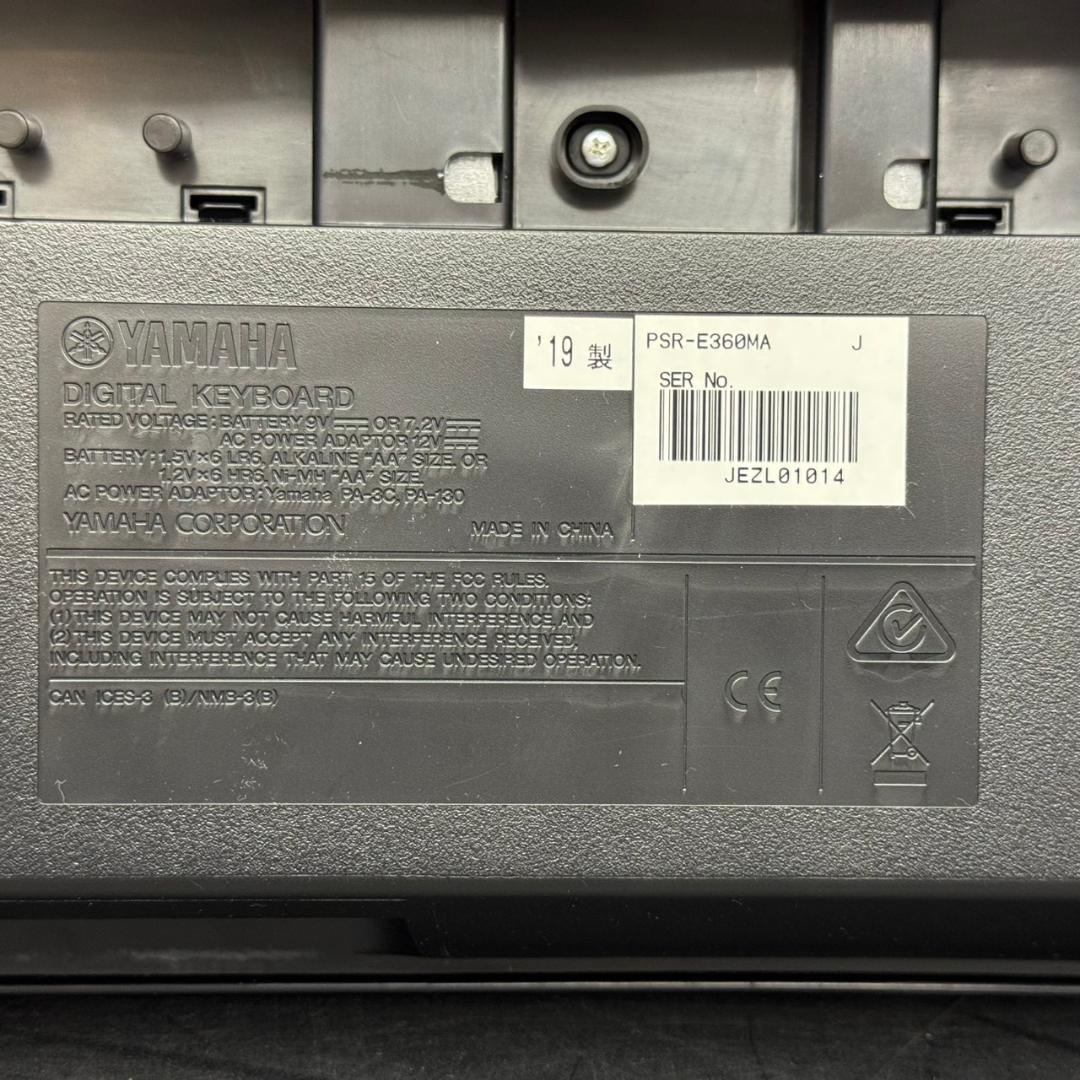 YAMAHA
DIGITAL KEYBOARD
RATED VOLTAGE : BATTERY 9V OR 7.2V
AC POWER ADAPTOR 12V
BATTERY : 1.5V×6 LR6, ALKALINE "AA" SIZE, OR
1.2V×6 HR6, Ni-MH "AA" SIZE
AC POWER ADAPTOR : Yamaha PA-3C, PA-130
YAMAHA CORPORATION MADE IN CHINA
'19 製
PSR-E360MA J
SER No.
JEZL01014
THIS DEVICE COMPLIES WITH PART 15 OF THE FCC RULES.
OPERATION IS SUBJECT TO THE FOLLOWING TWO CONDITIONS:
(1) THIS DEVICE MAY NOT CAUSE HARMFUL INTERFERENCE, AND
(2) THIS DEVICE MUST ACCEPT ANY INTERFERENCE RECEIVED,
INCLUDING INTERFERENCE THAT MAY CAUSE UNDESIRED OPERATION.
CAN ICES-3 (B)/NMB-3(B)
CE